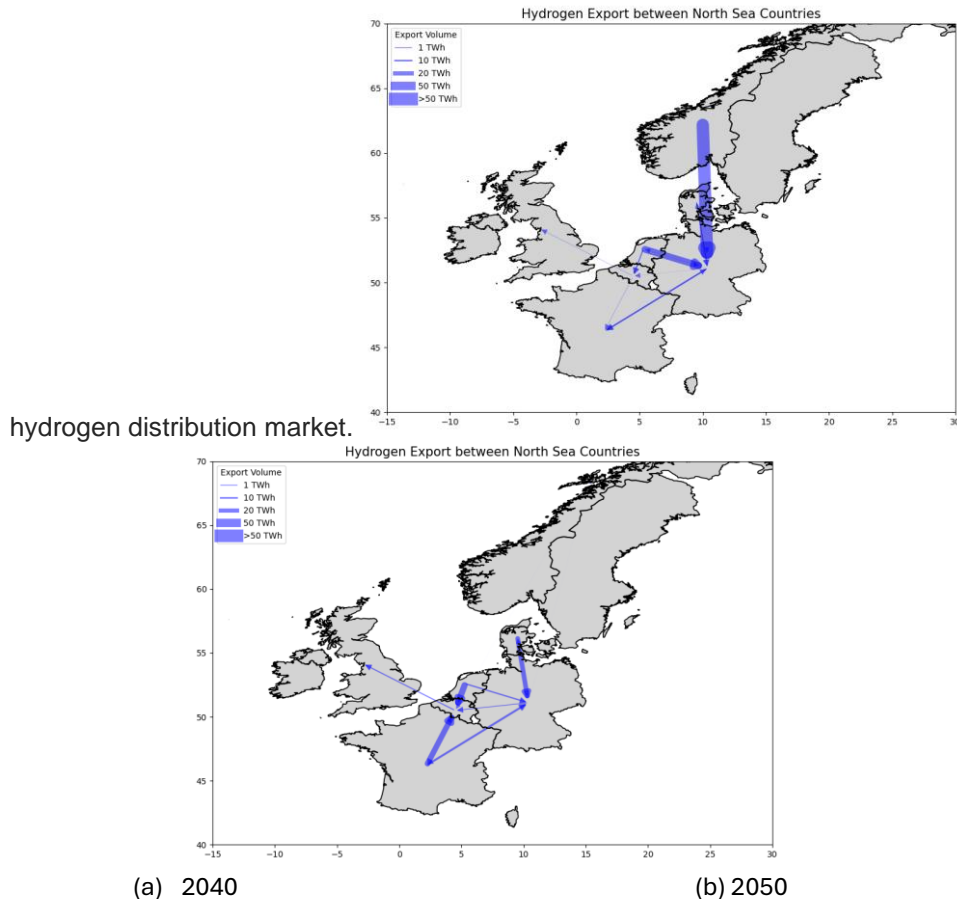 Hydrogen Export between North Sea Countries
Export Volume
1 TWh
10 TWh
20 TWh
50 TWh
>50 TWh
70
65
60
55
50
45
40
-15 -10 -5 0 5 10 15 20 25 30
hydrogen distribution market.
Hydrogen Export between North Sea Countries
Export Volume
1 TWh
10 TWh
20 TWh
50 TWh
>50 TWh
70
65
60
55
50
45
40
-15 -10 -5 0 5 10 15 20 25 30
(a) 2040 (b) 2050